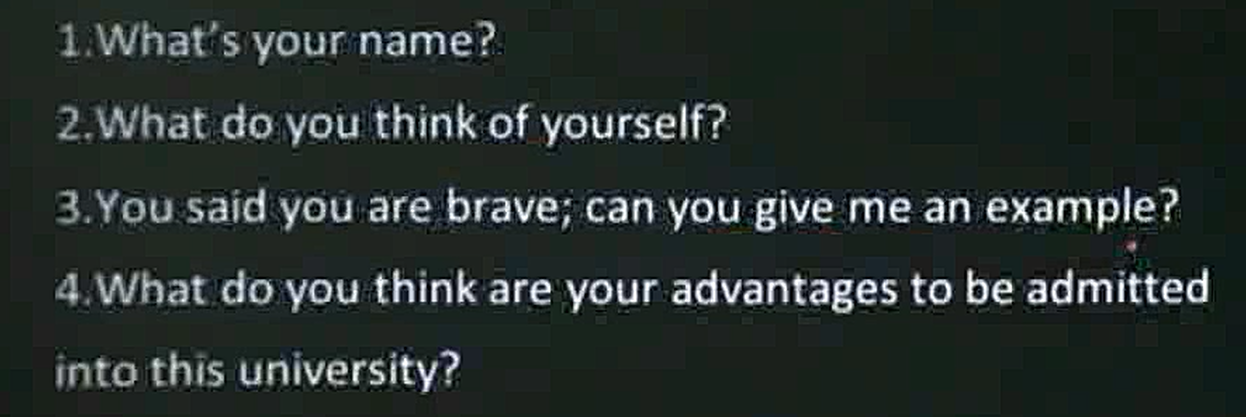 1.What's your name?
2.What do you think of yourself?
3.You said you are brave; can you give me an example?
4.What do you think are your advantages to be admitted
into this university?